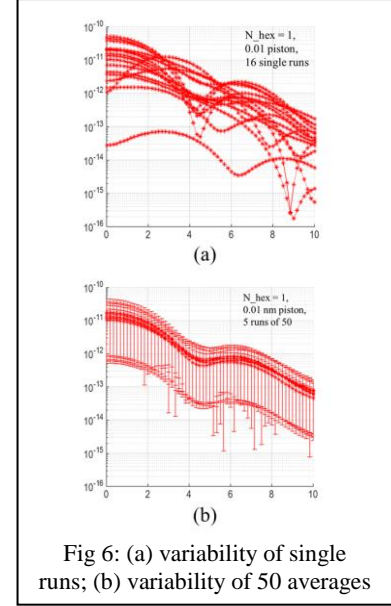 10^-10
N_hex = 1,
0.01 piston,
16 single runs
10^-11
10^-12
10^-13
10^-14
10^-15
10^-16
0 2 4 6 8 10
(a)
10^-10
N_hex = 1,
0.01 nm piston,
5 runs of 50
10^-11
10^-12
10^-13
10^-14
10^-15
10^-16
0 2 4 6 8 10
(b)
Fig 6: (a) variability of single
runs; (b) variability of 50 averages